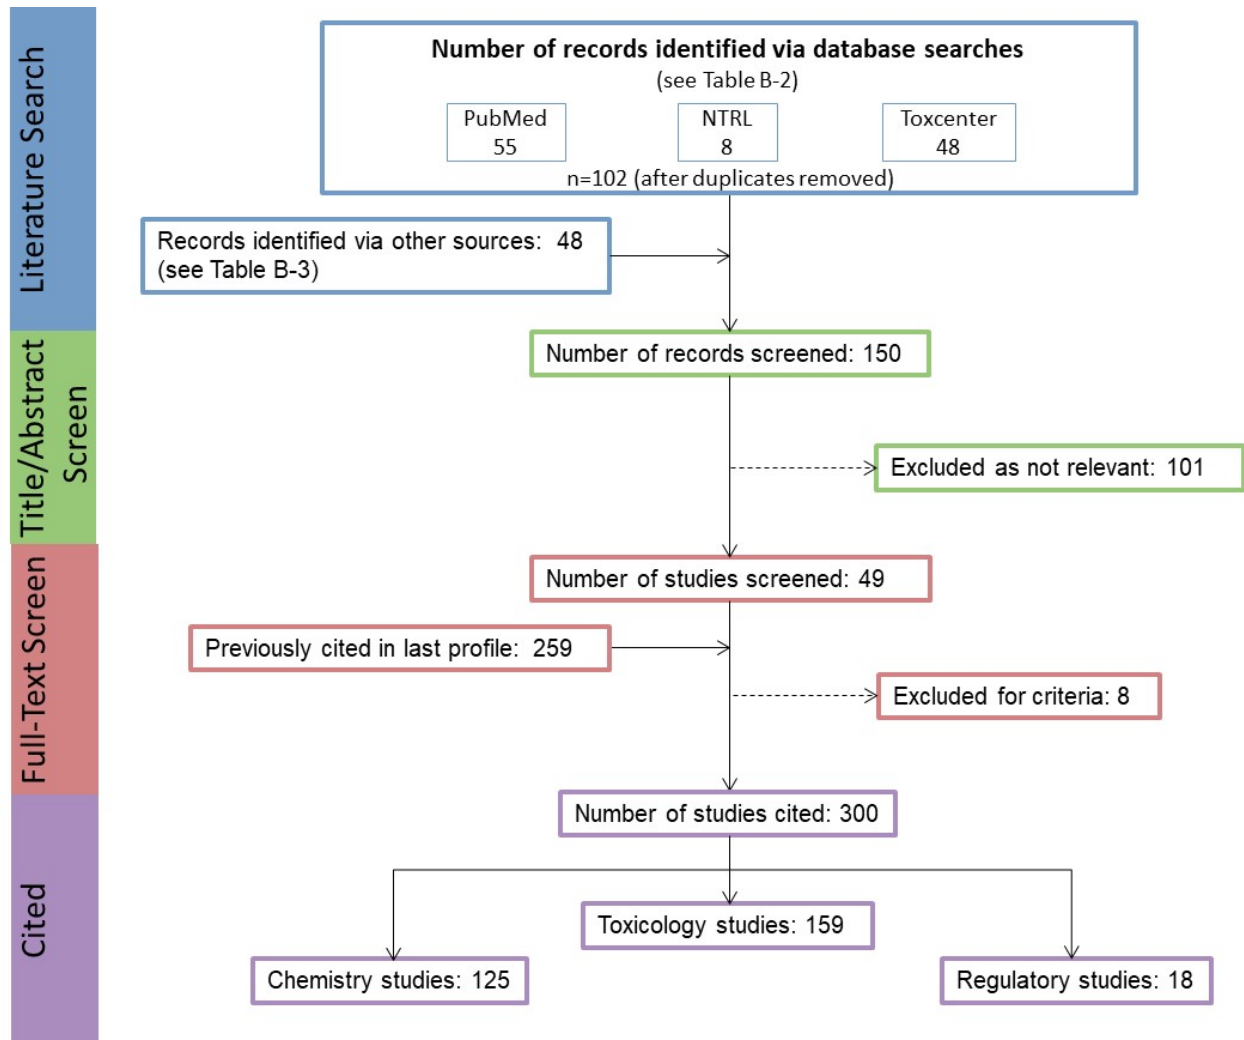 Literature Search
Number of records identified via database searches
(see Table B-2)
PubMed
55
NTRL
8
Toxcenter
48
n=102 (after duplicates removed)
Records identified via other sources: 48
(see Table B-3)
Title/Abstract
Screen
Number of records screened: 150
Excluded as not relevant: 101
Full-Text Screen
Number of studies screened: 49
Previously cited in last profile: 259
Excluded for criteria: 8
Cited
Number of studies cited: 300
Toxicology studies: 159
Chemistry studies: 125
Regulatory studies: 18